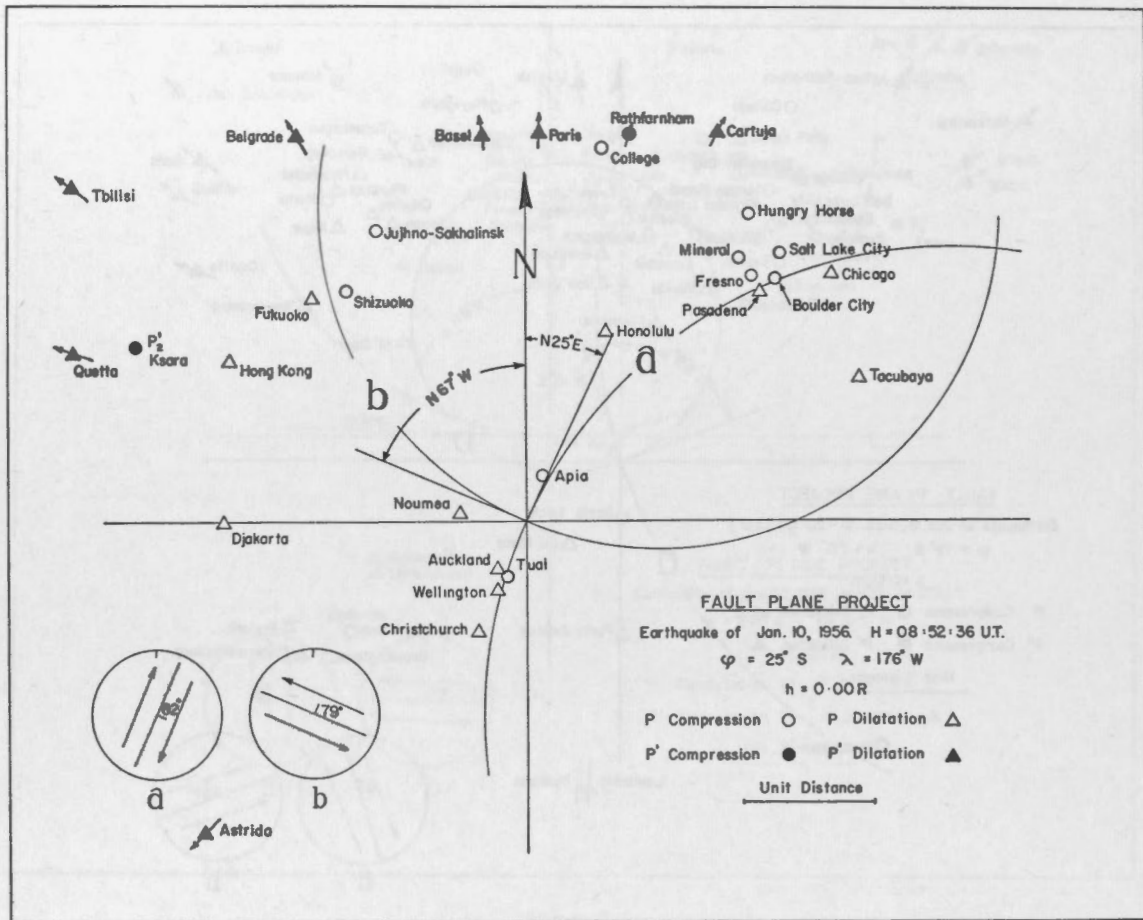 Rathfarnham
Belgrade
Basel
Paris
Cartuja
College
Tbilisi
Hungry Horse
Jujhno-Sakhalinsk
N
Mineral
Salt Lake City
Fresno
Chicago
Shizuoko
Boulder City
Fukuoko
Pasadena
P'2
Ksara
Honolulu
N25°E
Quetta
Hong Kong
d
Tacubaya
b
N67°W
Apia
Noumea
Djakarta
Auckland
Tuai
Wellington
Christchurch
FAULT PLANE PROJECT
Earthquake of Jan. 10, 1956. H = 08:52:36 U.T.
φ = 25° S λ = 176° W
h = 0.00R
P Compression P Dilatation
P' Compression P' Dilatation
Unit Distance
79°
a b
Astrida